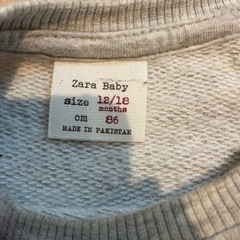 Zara Baby
size 12/18
months
cm 86
MADE IN PAKISTAN